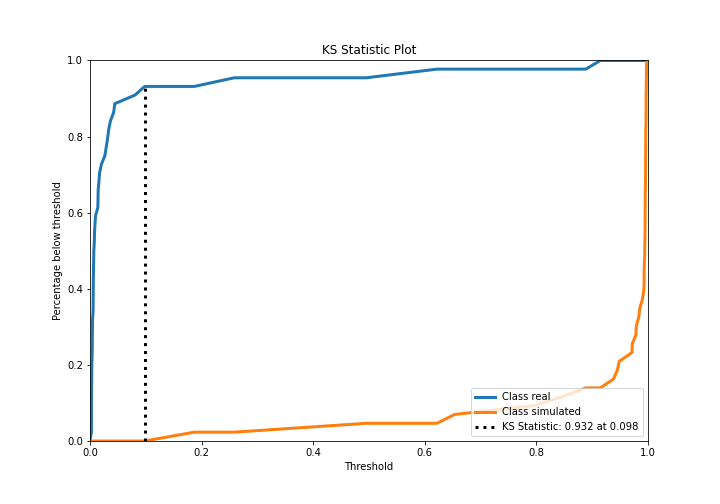 KS Statistic Plot
1.0
0.8
0.6
0.4
0.2
0.0
Percentage below threshold
0.0 0.2 0.4 0.6 0.8 1.0
Threshold
Class real
Class simulated
KS Statistic: 0.932 at 0.098